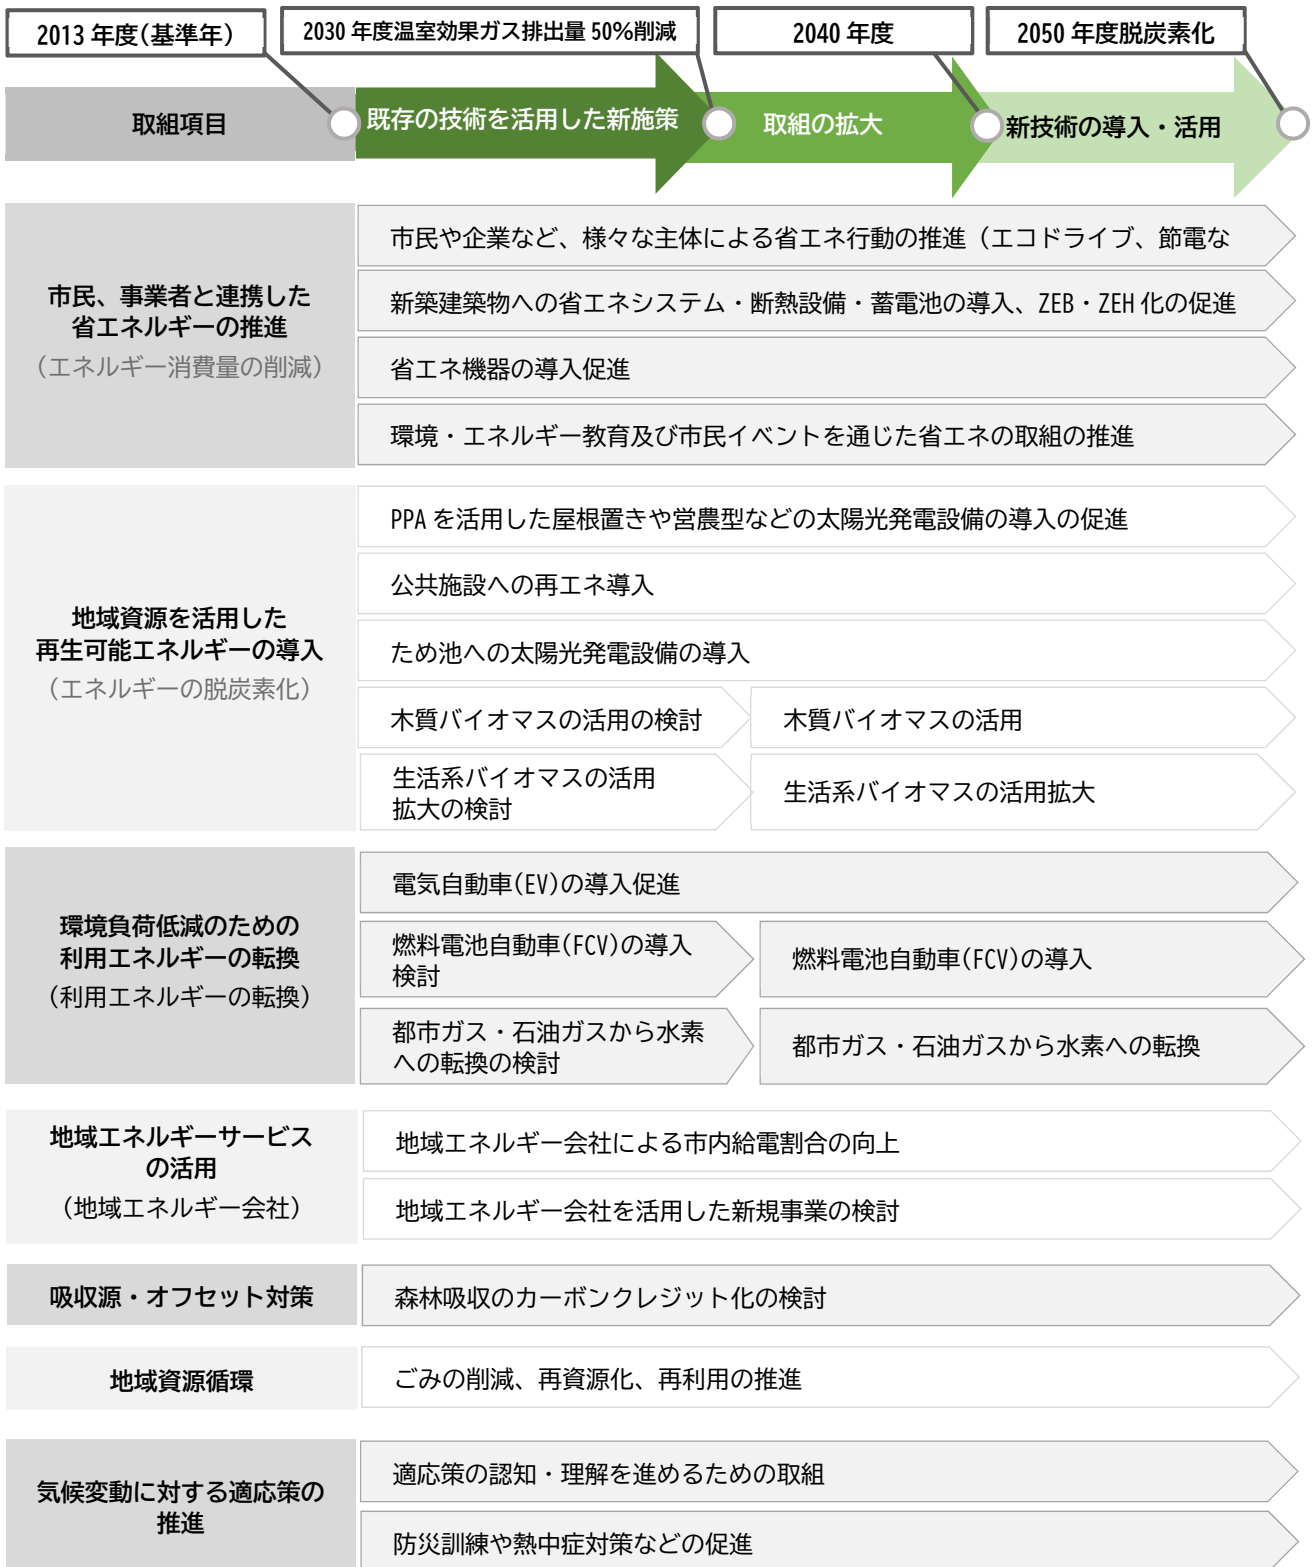 2013 年度(基準年)
2030 年度温室効果ガス排出量 50%削減
2040 年度
2050 年度脱炭素化
取組項目
既存の技術を活用した新施策
取組の拡大
新技術の導入・活用
市民、事業者と連携した
省エネルギーの推進
(エネルギー消費量の削減)
市民や企業など、様々な主体による省エネ行動の推進(エコドライブ、節電な
新築建築物への省エネシステム・断熱設備・蓄電池の導入、ZEB・ZEH 化の促進
省エネ機器の導入促進
環境・エネルギー教育及び市民イベントを通じた省エネの取組の推進
地域資源を活用した
再生可能エネルギーの導入
(エネルギーの脱炭素化)
PPA を活用した屋根置きや営農型などの太陽光発電設備の導入の促進
公共施設への再エネ導入
ため池への太陽光発電設備の導入
木質バイオマスの活用の検討
木質バイオマスの活用
生活系バイオマスの活用
拡大の検討
生活系バイオマスの活用拡大
環境負荷低減のための
利用エネルギーの転換
(利用エネルギーの転換)
電気自動車(EV)の導入促進
燃料電池自動車(FCV)の導入
検討
燃料電池自動車(FCV)の導入
都市ガス・石油ガスから水素
への転換の検討
都市ガス・石油ガスから水素への転換
地域エネルギーサービス
の活用
(地域エネルギー会社)
地域エネルギー会社による市内給電割合の向上
地域エネルギー会社を活用した新規事業の検討
吸収源・オフセット対策
森林吸収のカーボンクレジット化の検討
地域資源循環
ごみの削減、再資源化、再利用の推進
気候変動に対する適応策の
推進
適応策の認知・理解を進めるための取組
防災訓練や熱中症対策などの促進